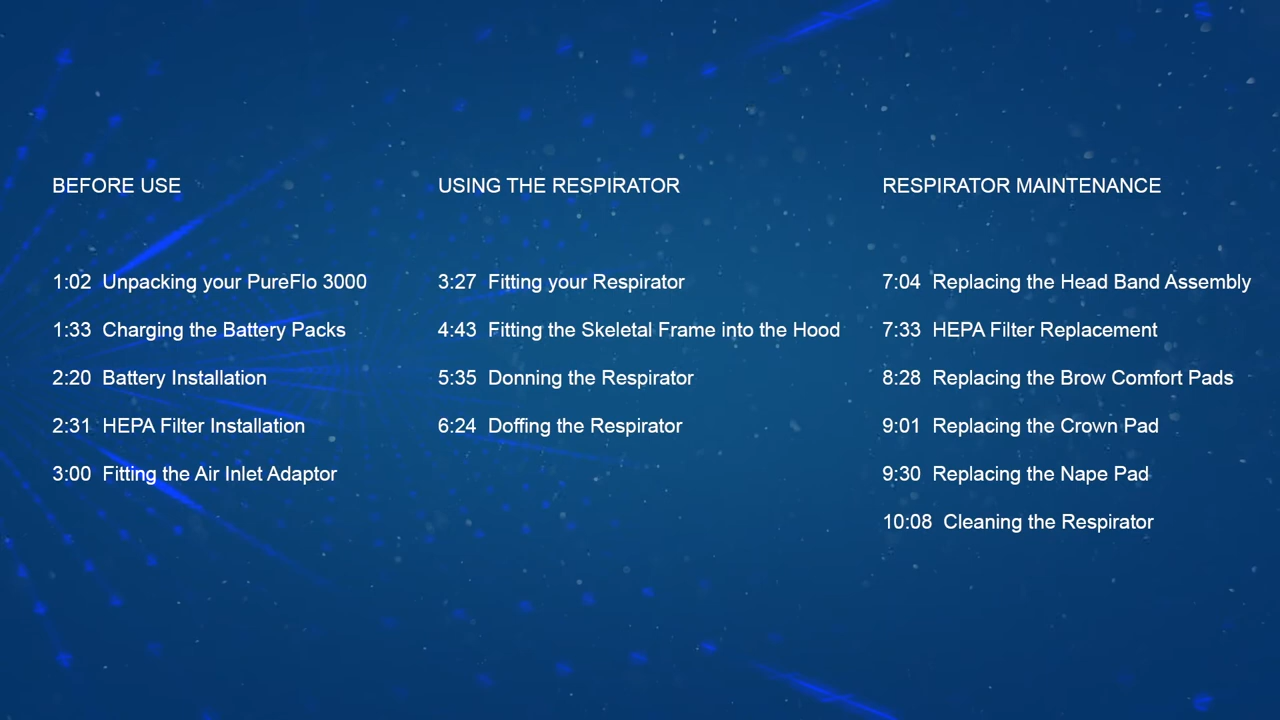 BEFORE USE
1:02 Unpacking your PureFlo 3000
1:33 Charging the Battery Packs
2:20 Battery Installation
2:31 HEPA Filter Installation
3:00 Fitting the Air Inlet Adaptor
USING THE RESPIRATOR
3:27 Fitting your Respirator
4:43 Fitting the Skeletal Frame into the Hood
5:35 Donning the Respirator
6:24 Doffing the Respirator
RESPIRATOR MAINTENANCE
7:04 Replacing the Head Band Assembly
7:33 HEPA Filter Replacement
8:28 Replacing the Brow Comfort Pads
9:01 Replacing the Crown Pad
9:30 Replacing the Nape Pad
10:08 Cleaning the Respirator